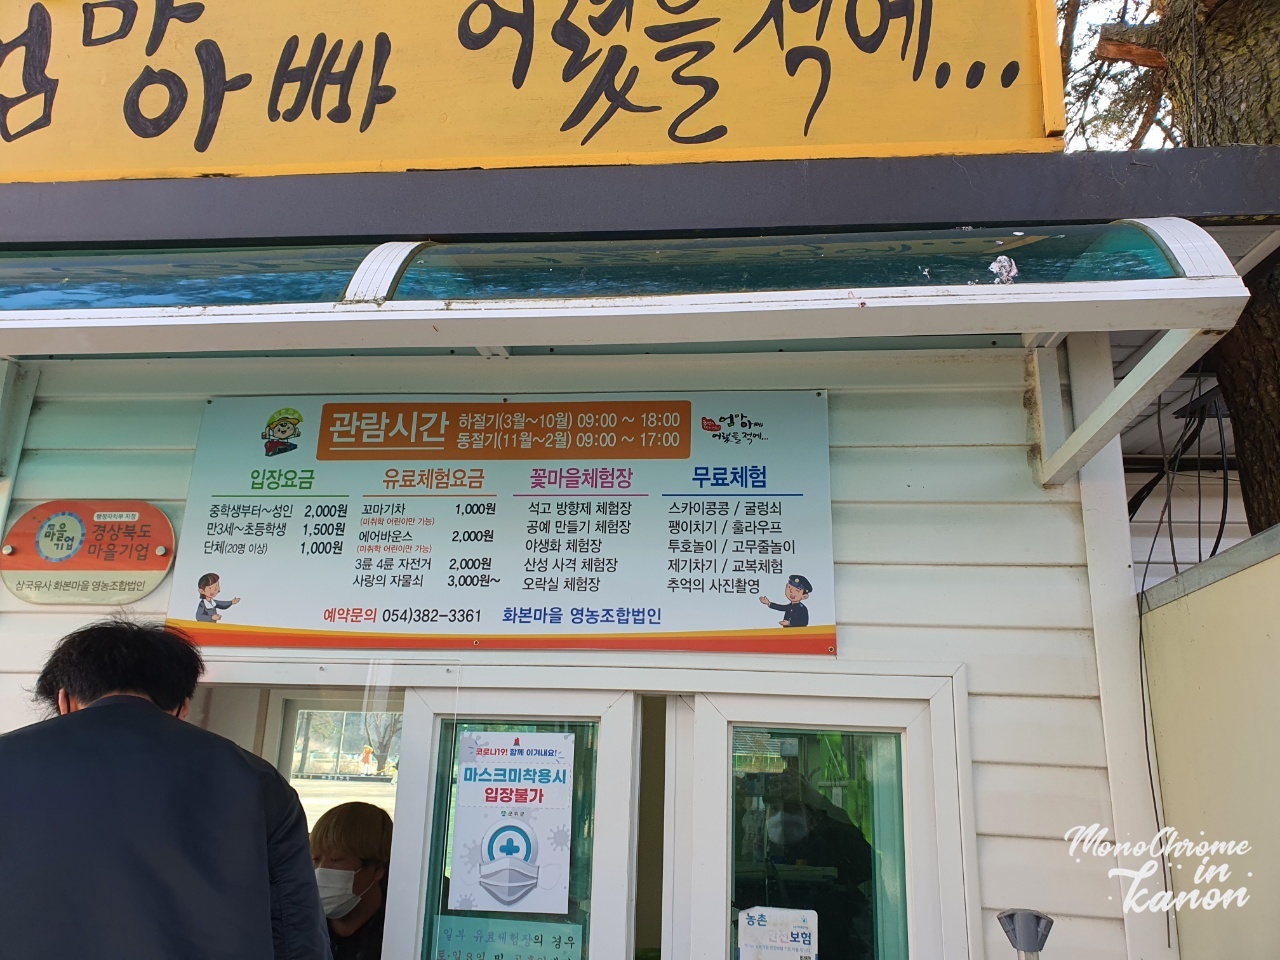 엄마아빠 어렸을적에...
관람시간
하절기(3월~10월) 09:00 ~ 18:00
동절기(11월~2월) 09:00 ~ 17:00
엄마아빠
어렸을적에...
입장요금
중학생부터~성인 2,000원
만3세~초등학생 1,500원
단체(20명 이상) 1,000원
유료체험요금
꼬마기차 1,000원
(미취학 어린이만 가능)
에어바운스 2,000원
(미취학 어린이만 가능)
3륜 4륜 자전거 2,000원
사랑의 자물쇠 3,000원~
꽃마을체험장
석고 방향제 체험장
공예 만들기 체험장
야생화 체험장
산성 사격 체험장
오락실 체험장
무료체험
스카이콩콩 / 굴렁쇠
팽이치기 / 훌라우프
투호놀이 / 고무줄놀이
제기차기 / 교복체험
추억의 사진촬영
예약문의 054)382-3361 화본마을 영농조합법인
행정자치부 지정
마을기업
경상북도
마을기업
삼국유사 화본마을 영농조합법인
코로나19! 함께 이겨내요!
마스크미착용시
입장불가
군위군
일부 유료체험장의 경우
농촌
안전보험
MonoChrome
in
Kanon